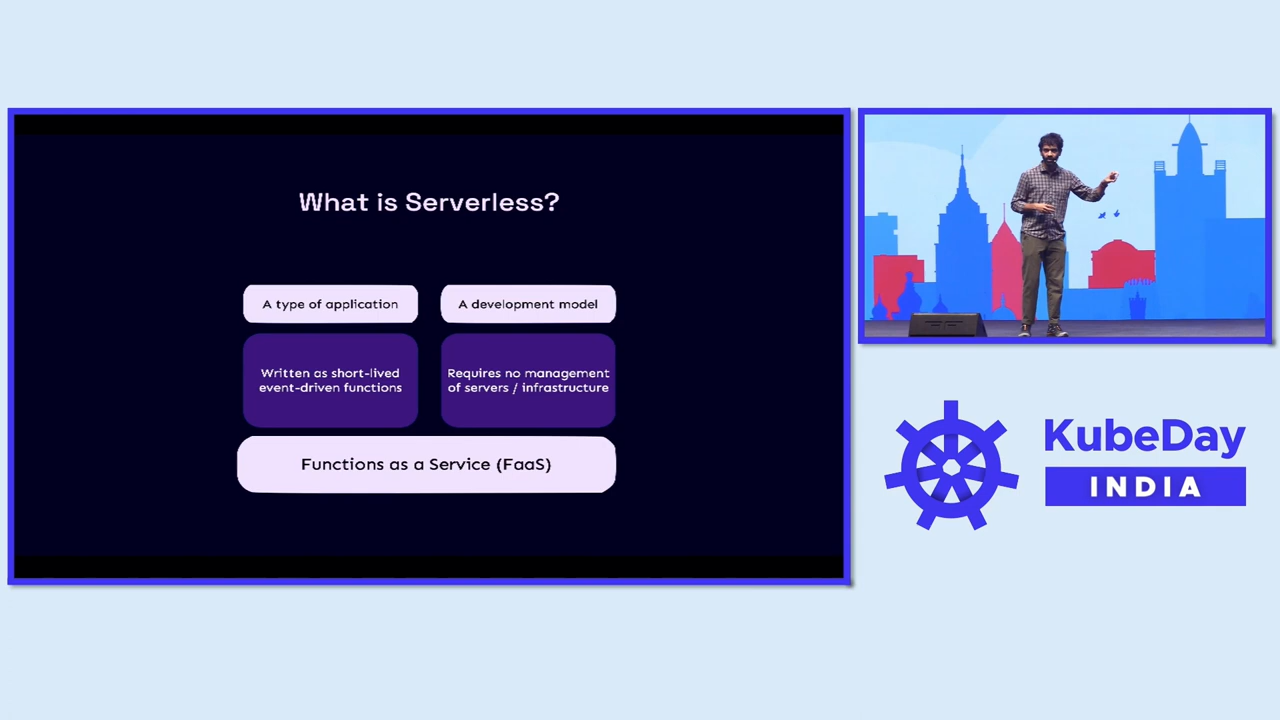 What is Serverless?
A type of application
A development model
Written as short-lived
event-driven functions
Requires no management
of servers / infrastructure
Functions as a Service (FaaS)
KubeDay
INDIA